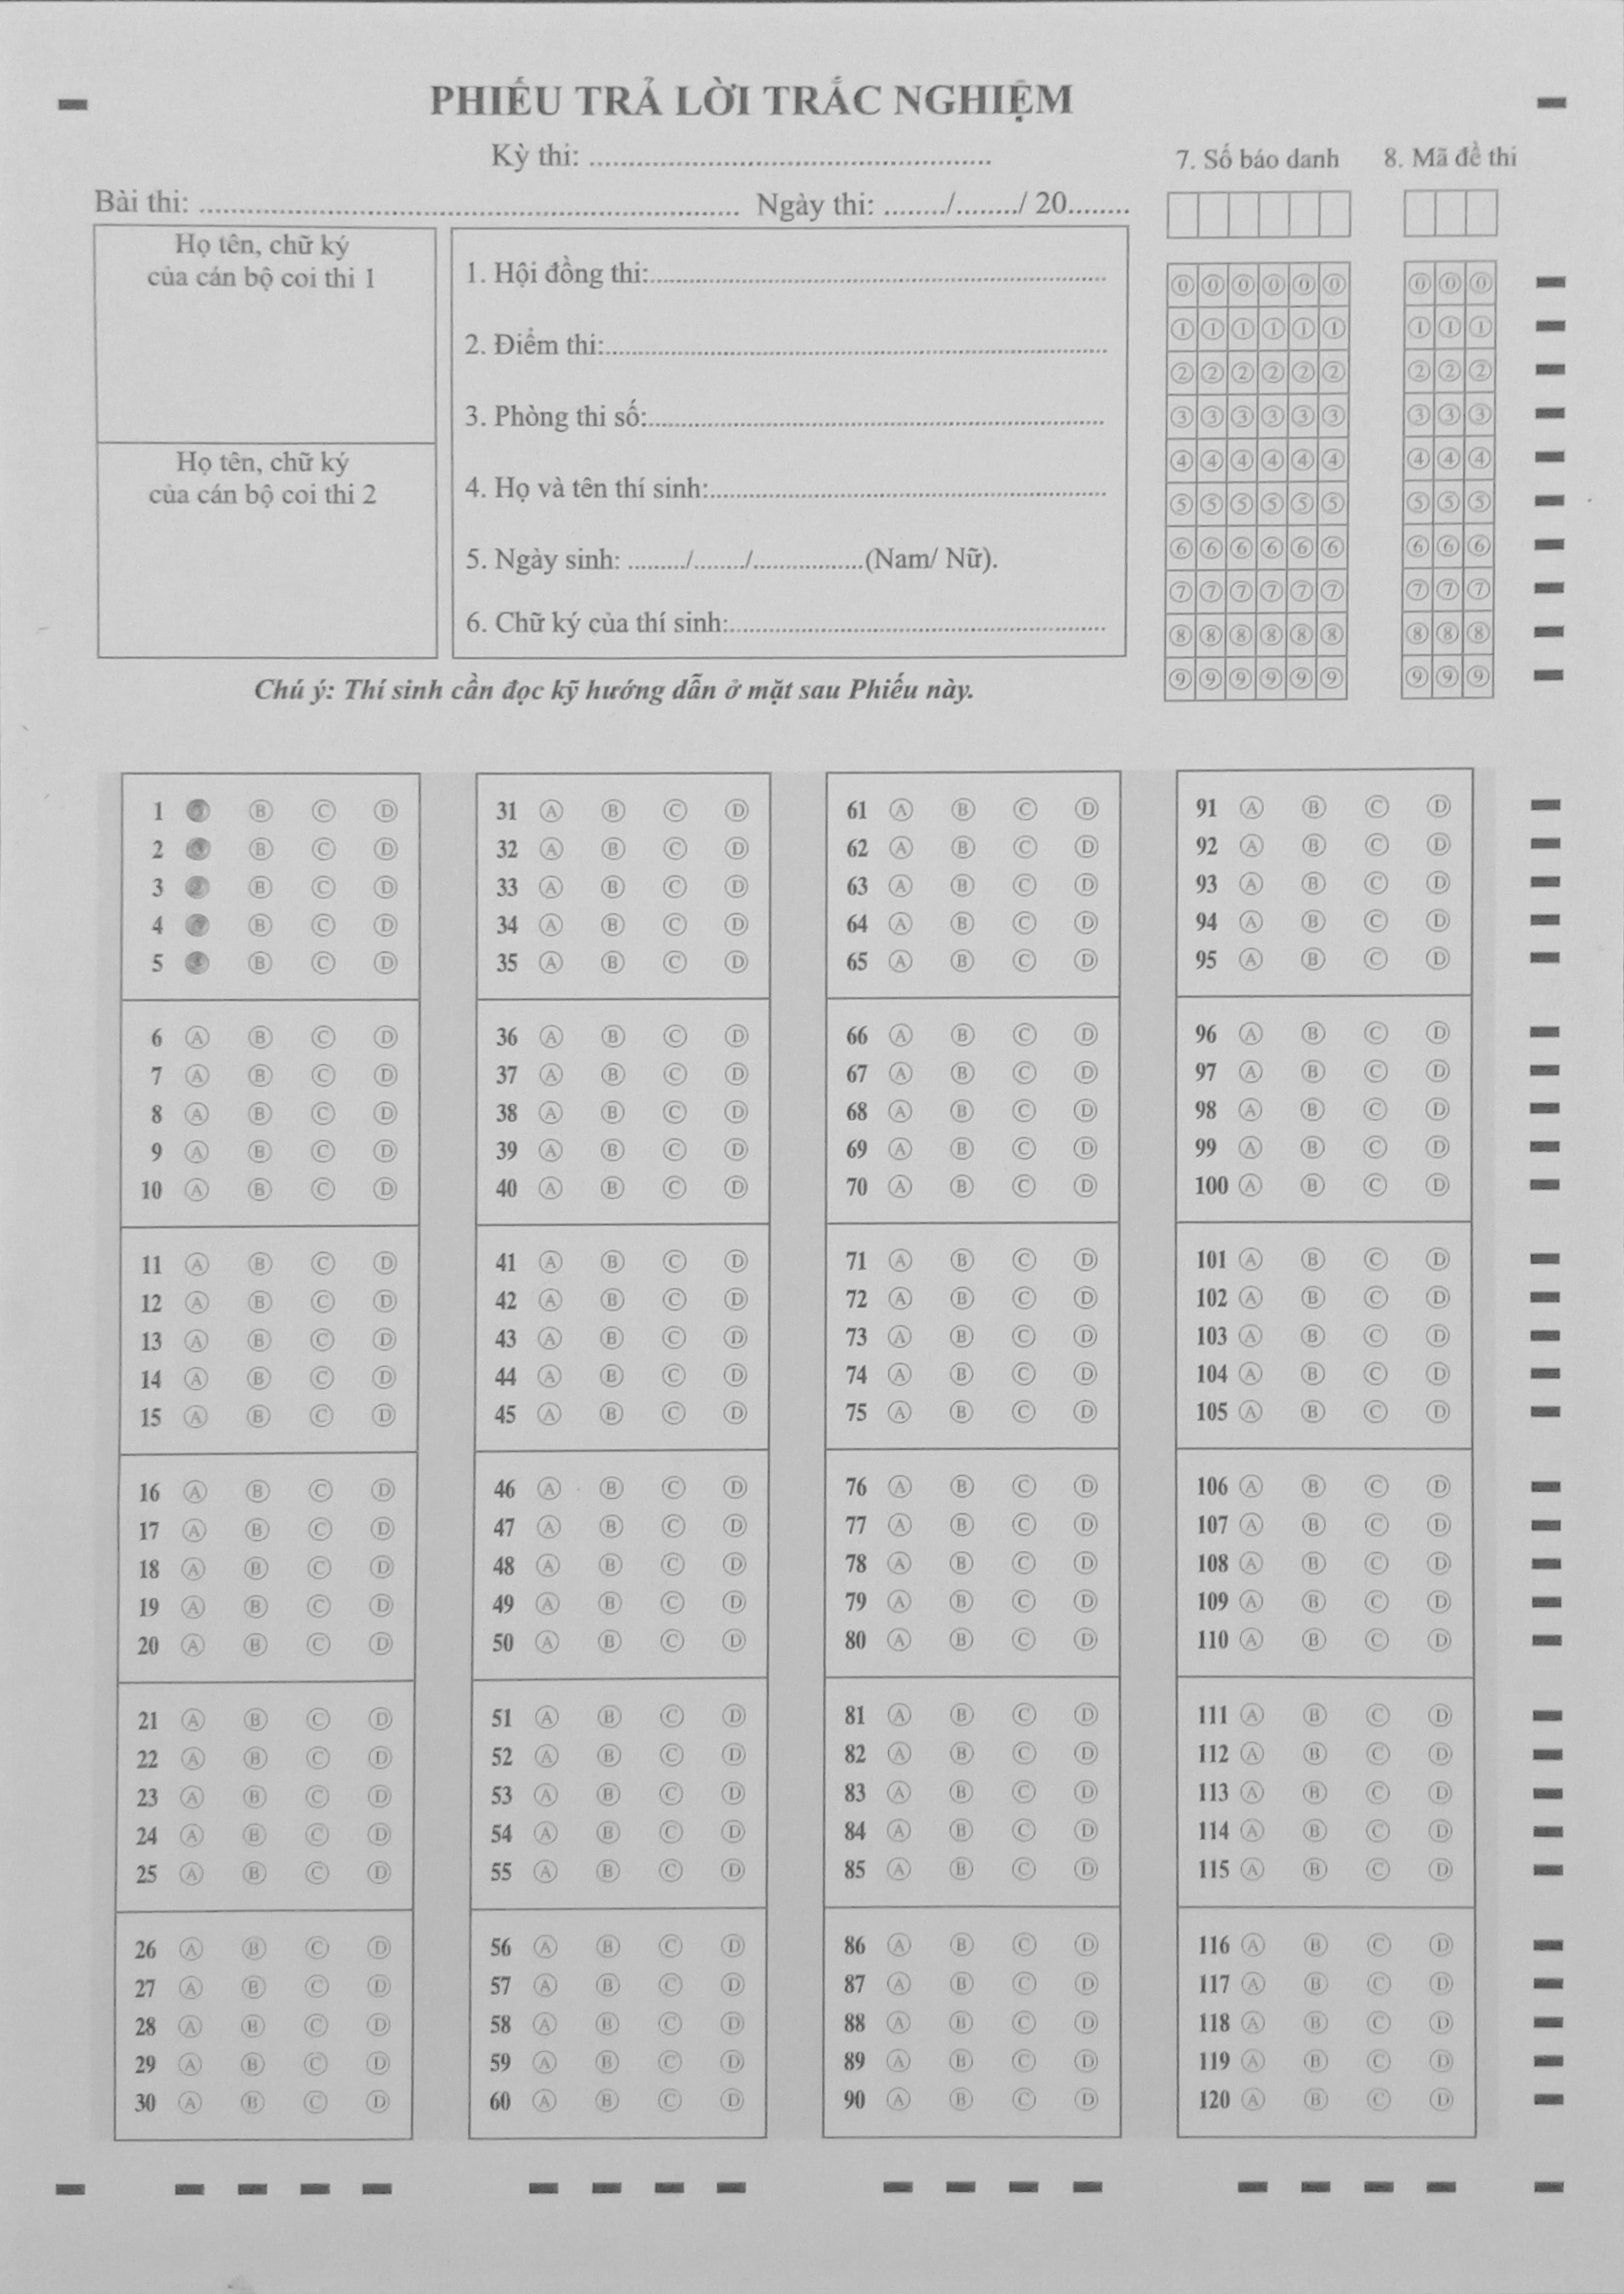 PHIẾU TRẢ LỜI TRẮC NGHIỆM
Kỳ thi: ..................................................
7. Số báo danh
8. Mã đề thi
Bài thi: .................................................................... Ngày thi: ......../......../ 20........
Họ tên, chữ ký
của cán bộ coi thi 1
Họ tên, chữ ký
của cán bộ coi thi 2
1. Hội đồng thi:.........................................................
2. Điểm thi:...............................................................
3. Phòng thi số:.........................................................
4. Họ và tên thí sinh:..................................................
5. Ngày sinh: ........./......../.................(Nam/ Nữ).
6. Chữ ký của thí sinh:...............................................
0 0 0 0 0 0 0 0 0
1 1 1 1 1 1 1 1 1
2 2 2 2 2 2 2 2 2
3 3 3 3 3 3 3 3 3
4 4 4 4 4 4 4 4 4
5 5 5 5 5 5 5 5 5
6 6 6 6 6 6 6 6 6
7 7 7 7 7 7 7 7 7
8 8 8 8 8 8 8 8 8
9 9 9 9 9 9 9 9 9
Chú ý: Thí sinh cần đọc kỹ hướng dẫn ở mặt sau Phiếu này.
1 B C D
2 B C D
3 B C D
4 B C D
5 B C D
6 A B C D
7 A B C D
8 A B C D
9 A B C D
10 A B C D
11 A B C D
12 A B C D
13 A B C D
14 A B C D
15 A B C D
16 A B C D
17 A B C D
18 A B C D
19 A B C D
20 A B C D
21 A B C D
22 A B C D
23 A B C D
24 A B C D
25 A B C D
26 A B C D
27 A B C D
28 A B C D
29 A B C D
30 A B C D
31 A B C D
32 A B C D
33 A B C D
34 A B C D
35 A B C D
36 A B C D
37 A B C D
38 A B C D
39 A B C D
40 A B C D
41 A B C D
42 A B C D
43 A B C D
44 A B C D
45 A B C D
46 A B C D
47 A B C D
48 A B C D
49 A B C D
50 A B C D
51 A B C D
52 A B C D
53 A B C D
54 A B C D
55 A B C D
56 A B C D
57 A B C D
58 A B C D
59 A B C D
60 A B C D
61 A B C D
62 A B C D
63 A B C D
64 A B C D
65 A B C D
66 A B C D
67 A B C D
68 A B C D
69 A B C D
70 A B C D
71 A B C D
72 A B C D
73 A B C D
74 A B C D
75 A B C D
76 A B C D
77 A B C D
78 A B C D
79 A B C D
80 A B C D
81 A B C D
82 A B C D
83 A B C D
84 A B C D
85 A B C D
86 A B C D
87 A B C D
88 A B C D
89 A B C D
90 A B C D
91 A B C D
92 A B C D
93 A B C D
94 A B C D
95 A B C D
96 A B C D
97 A B C D
98 A B C D
99 A B C D
100 A B C D
101 A B C D
102 A B C D
103 A B C D
104 A B C D
105 A B C D
106 A B C D
107 A B C D
108 A B C D
109 A B C D
110 A B C D
111 A B C D
112 A B C D
113 A B C D
114 A B C D
115 A B C D
116 A B C D
117 A B C D
118 A B C D
119 A B C D
120 A B C D